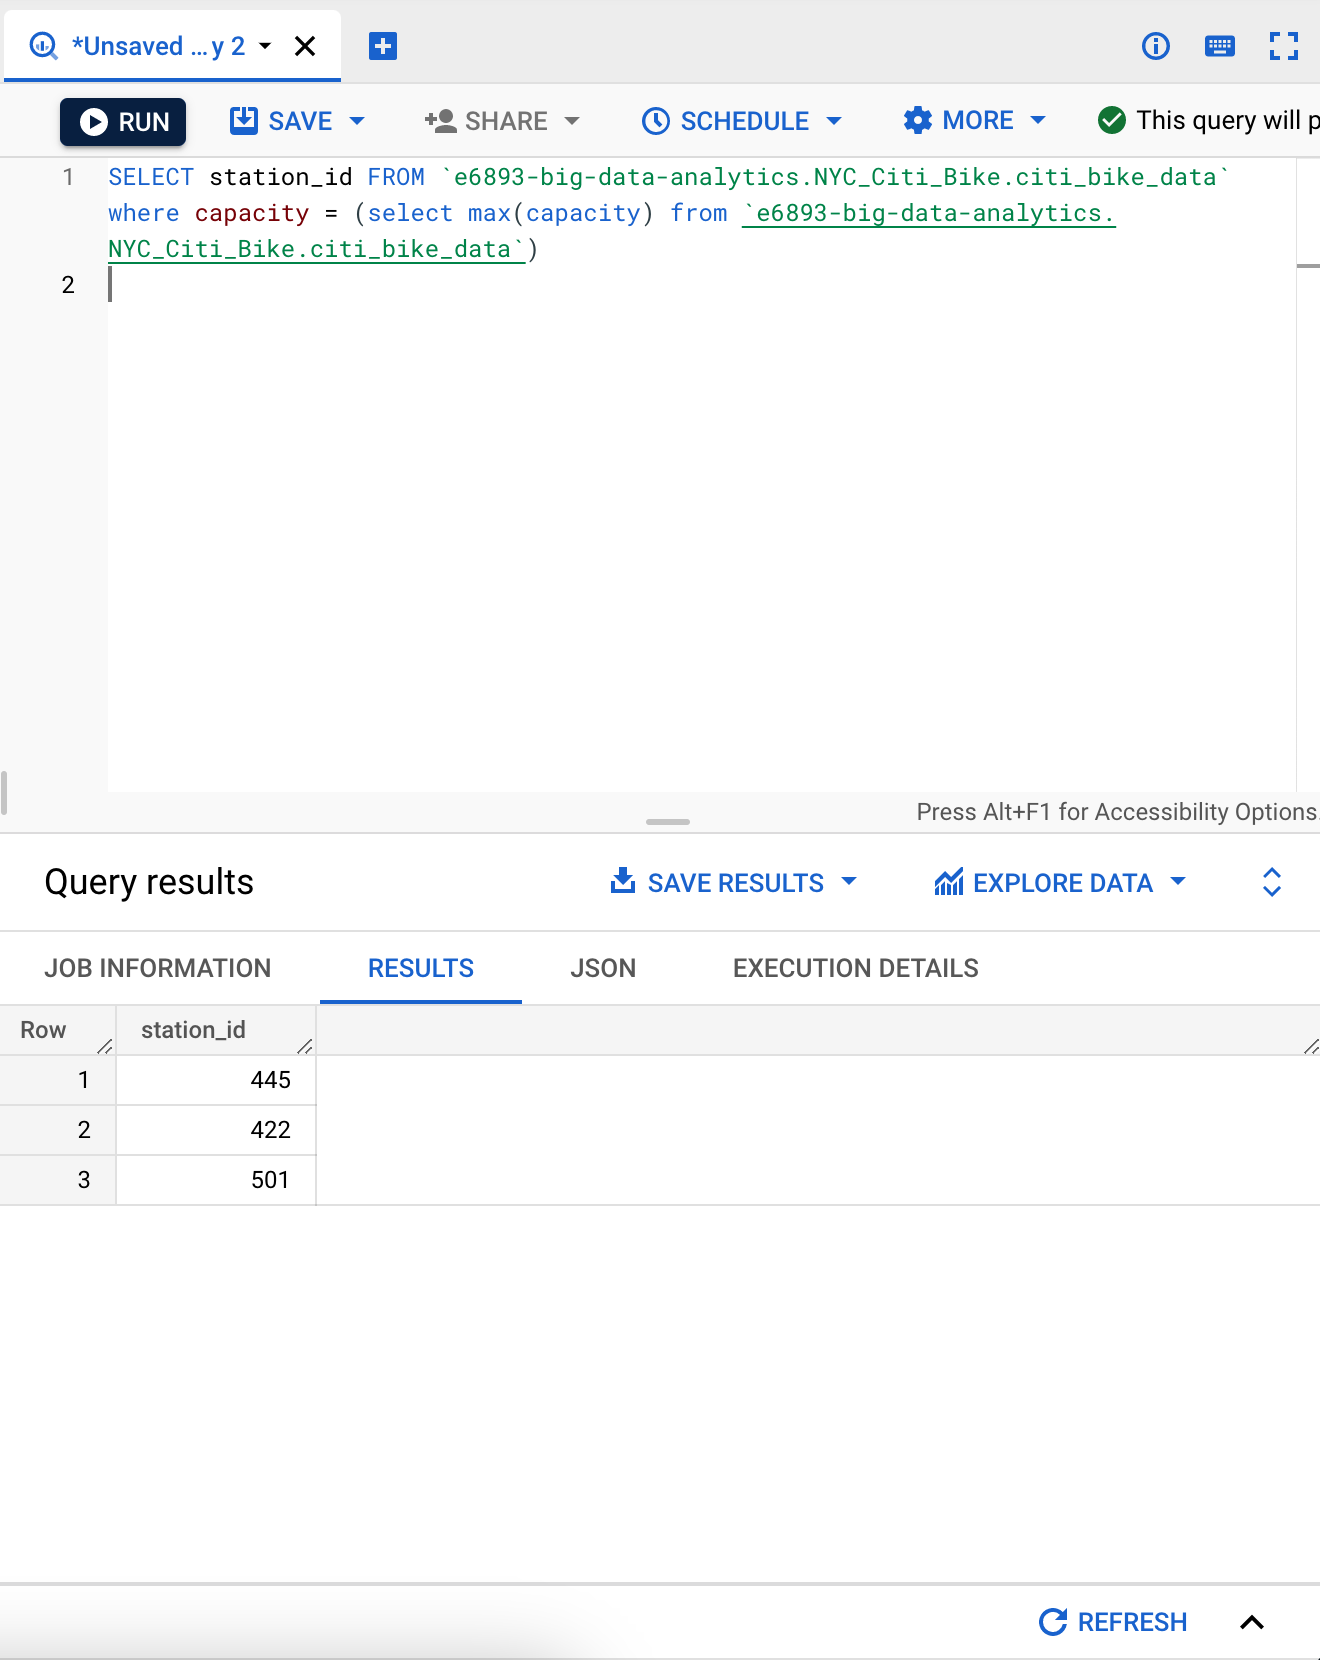 *Unsaved ...y 2
RUN SAVE SHARE SCHEDULE MORE This query will p
1 SELECT station_id FROM `e6893-big-data-analytics.NYC_Citi_Bike.citi_bike_data`
where capacity = (select max(capacity) from `e6893-big-data-analytics.
NYC_Citi_Bike.citi_bike_data`)
2
Press Alt+F1 for Accessibility Options.
Query results SAVE RESULTS EXPLORE DATA
JOB INFORMATION RESULTS JSON EXECUTION DETAILS
Row station_id
1 445
2 422
3 501
REFRESH